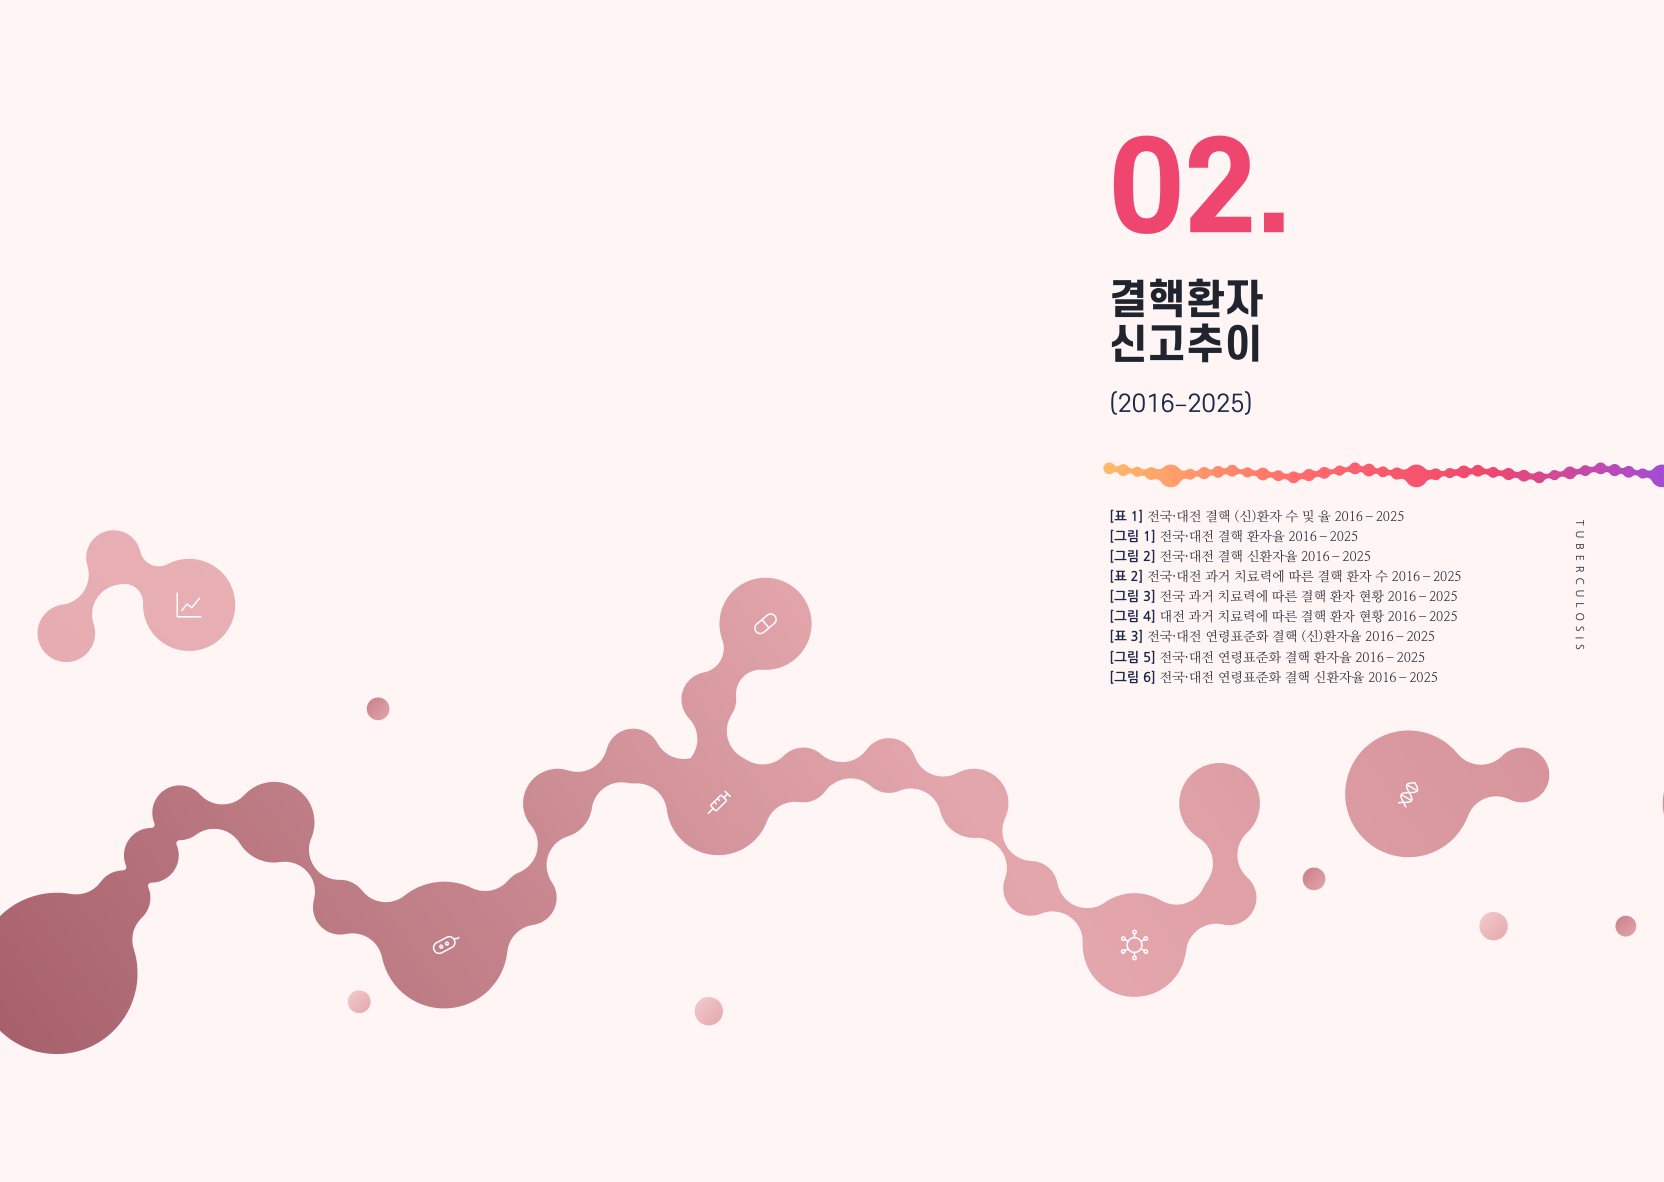 02.
결핵환자
신고추이
(2016-2025)
[표 1] 전국·대전 결핵 (신)환자 수 및 율 2016-2025
[그림 1] 전국·대전 결핵 환자율 2016-2025
[그림 2] 전국·대전 결핵 신환자율 2016-2025
[표 2] 전국·대전 과거 치료력에 따른 결핵 환자 수 2016-2025
[그림 3] 전국 과거 치료력에 따른 결핵 환자 현황 2016-2025
[그림 4] 대전 과거 치료력에 따른 결핵 환자 현황 2016-2025
[표 3] 전국·대전 연령표준화 결핵 (신)환자율 2016-2025
[그림 5] 전국·대전 연령표준화 결핵 환자율 2016-2025
[그림 6] 전국·대전 연령표준화 결핵 신환자율 2016-2025
TUBERCULOSIS